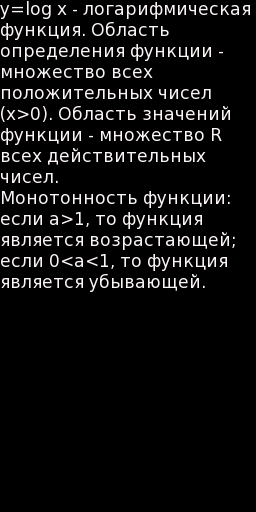 y=log x - логарифмическая
функция. Область
определения функции -
множество всех
положительных чисел
(x>0). Область значений
функции - множество R
всех действительных
чисел.
Монотонность функции:
если a>1, то функция
является возрастающей;
если 0<a<1, то функция
является убывающей.